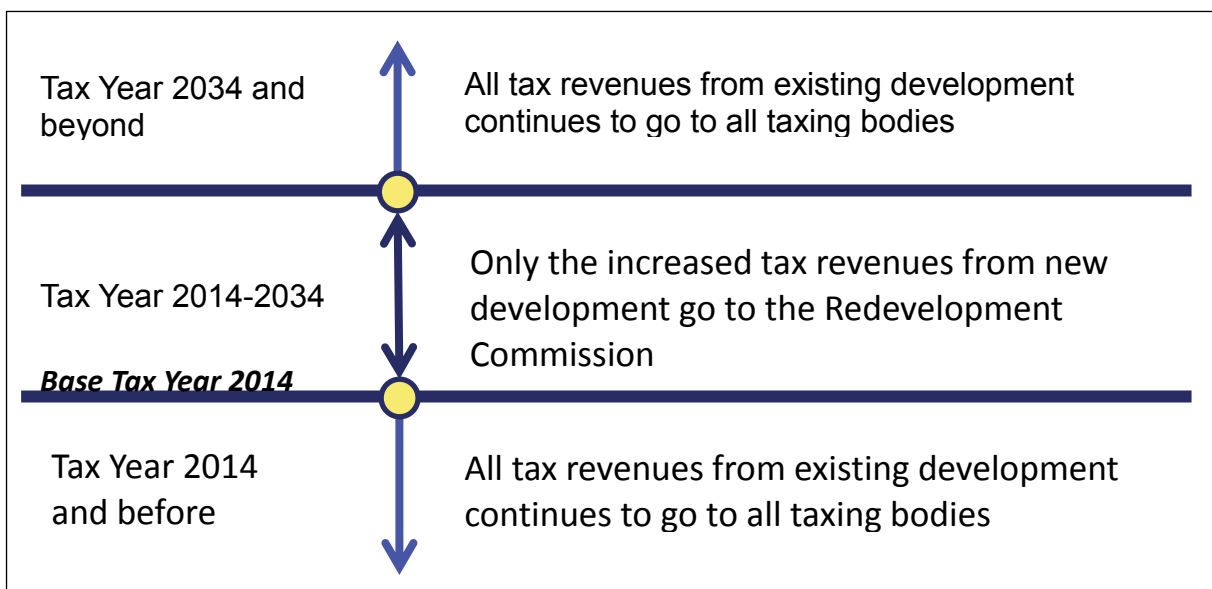 Tax Year 2034 and
beyond
All tax revenues from existing development
continues to go to all taxing bodies
Tax Year 2014-2034
Only the increased tax revenues from new
development go to the Redevelopment
Commission
Base Tax Year 2014
Tax Year 2014
and before
All tax revenues from existing development
continues to go to all taxing bodies